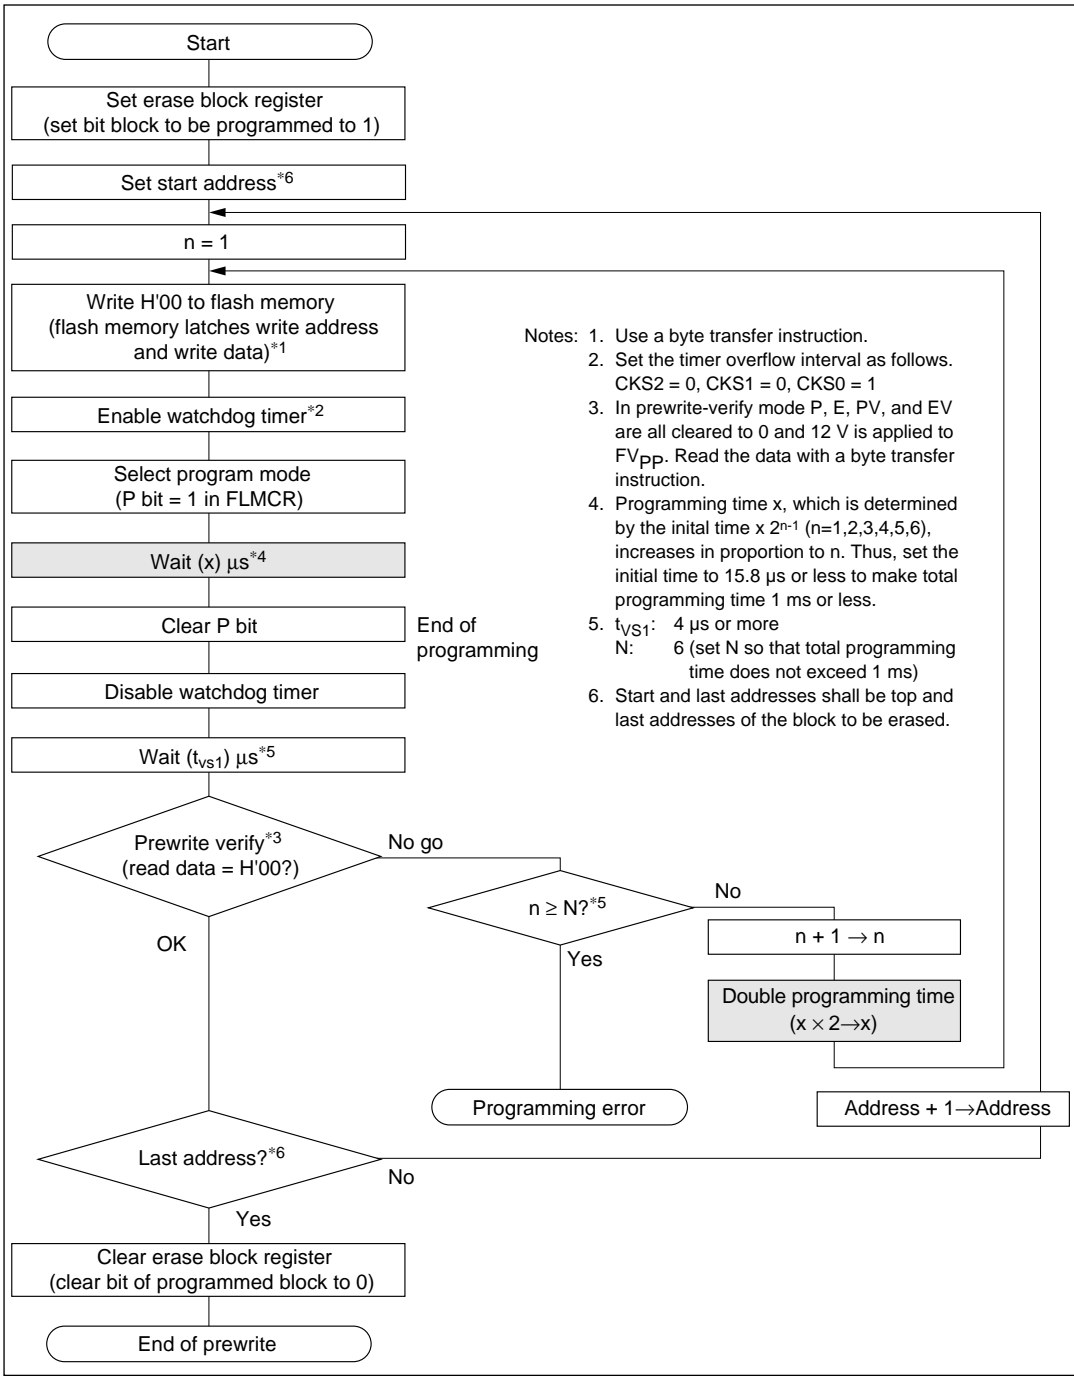 Start
Set erase block register
(set bit block to be programmed to 1)
Set start address*6
n = 1
Write H'00 to flash memory
(flash memory latches write address
and write data)*1
Enable watchdog timer*2
Select program mode
(P bit = 1 in FLMCR)
Wait (x) μs*4
Clear P bit
End of
programming
Disable watchdog timer
Wait (tvs1) μs*5
Notes: 1. Use a byte transfer instruction.
2. Set the timer overflow interval as follows.
CKS2 = 0, CKS1 = 0, CKS0 = 1
3. In prewrite-verify mode P, E, PV, and EV
are all cleared to 0 and 12 V is applied to
FVPP. Read the data with a byte transfer
instruction.
4. Programming time x, which is determined
by the inital time x 2n-1 (n=1,2,3,4,5,6),
increases in proportion to n. Thus, set the
initial time to 15.8 μs or less to make total
programming time 1 ms or less.
5. tVS1: 4 μs or more
N: 6 (set N so that total programming
time does not exceed 1 ms)
6. Start and last addresses shall be top and
last addresses of the block to be erased.
Prewrite verify*3
(read data = H'00?)
No go
OK
n ≥ N?*5
No
Yes
n + 1 → n
Double programming time
(x × 2→x)
Programming error
Address + 1→Address
Last address?*6
No
Yes
Clear erase block register
(clear bit of programmed block to 0)
End of prewrite